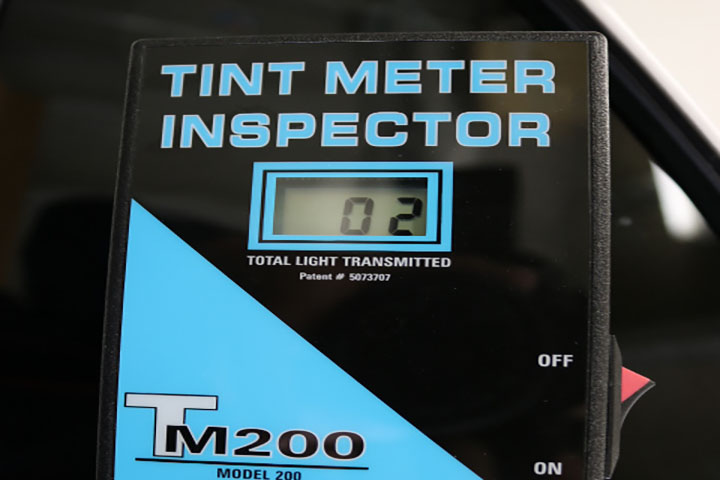 TINT METER
INSPECTOR
02
TOTAL LIGHT TRANSMITTED
Patent # 5073707
OFF
TM200
MODEL 200
ON